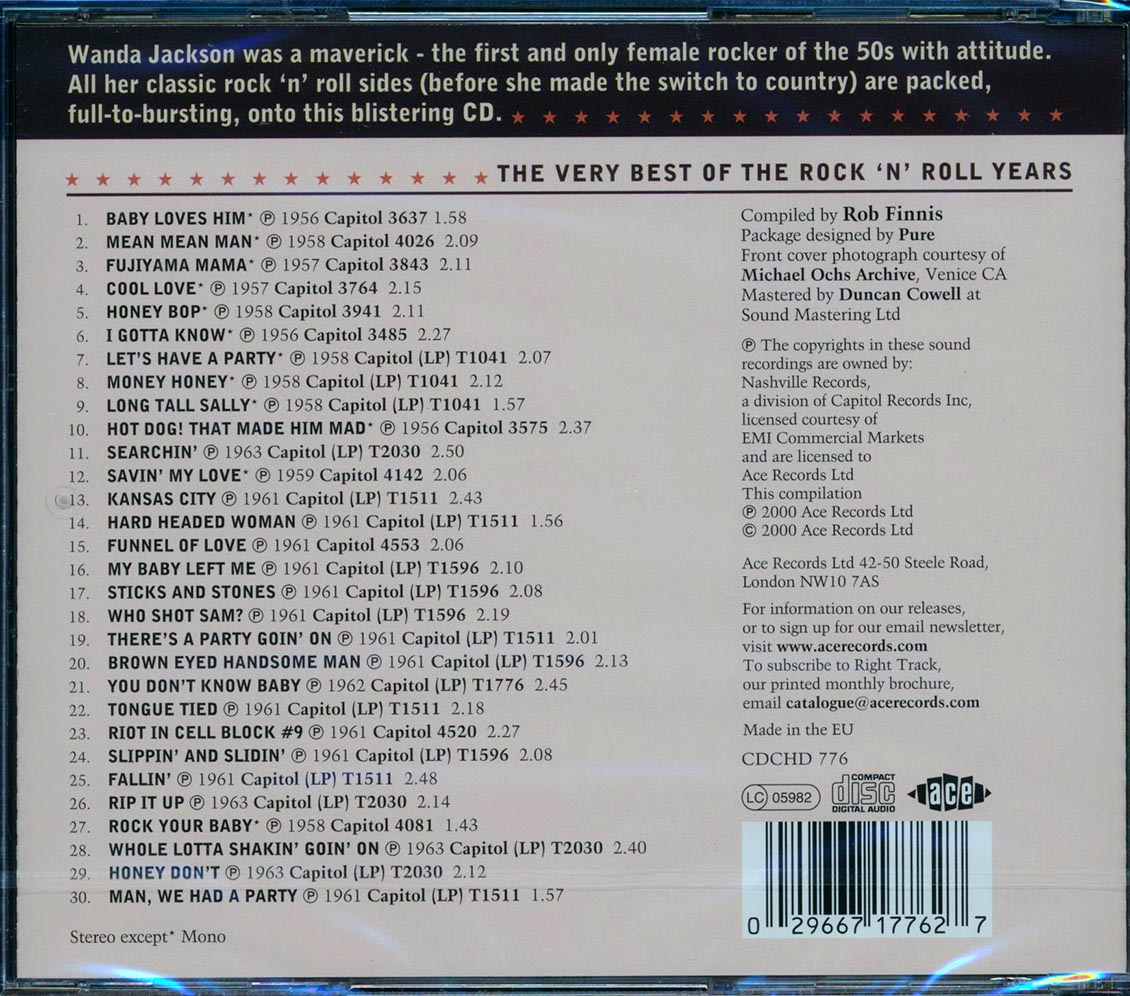 Wanda Jackson was a maverick - the first and only female rocker of the 50s with attitude.
All her classic rock ‘n’ roll sides (before she made the switch to country) are packed,
full-to-bursting, onto this blistering CD.
THE VERY BEST OF THE ROCK ‘N’ ROLL YEARS
1. BABY LOVES HIM* ℗ 1956 Capitol 3637 1.58
2. MEAN MEAN MAN* ℗ 1958 Capitol 4026 2.09
3. FUJIYAMA MAMA* ℗ 1957 Capitol 3843 2.11
4. COOL LOVE* ℗ 1957 Capitol 3764 2.15
5. HONEY BOP* ℗ 1958 Capitol 3941 2.11
6. I GOTTA KNOW* ℗ 1956 Capitol 3485 2.27
7. LET’S HAVE A PARTY* ℗ 1958 Capitol (LP) T1041 2.07
8. MONEY HONEY* ℗ 1958 Capitol (LP) T1041 2.12
9. LONG TALL SALLY* ℗ 1958 Capitol (LP) T1041 1.57
10. HOT DOG! THAT MADE HIM MAD* ℗ 1956 Capitol 3575 2.37
11. SEARCHIN’ ℗ 1963 Capitol (LP) T2030 2.50
12. SAVIN’ MY LOVE* ℗ 1959 Capitol 4142 2.06
13. KANSAS CITY ℗ 1961 Capitol (LP) T1511 2.43
14. HARD HEADED WOMAN ℗ 1961 Capitol (LP) T1511 1.56
15. FUNNEL OF LOVE ℗ 1961 Capitol 4553 2.06
16. MY BABY LEFT ME ℗ 1961 Capitol (LP) T1596 2.10
17. STICKS AND STONES ℗ 1961 Capitol (LP) T1596 2.08
18. WHO SHOT SAM? ℗ 1961 Capitol (LP) T1596 2.19
19. THERE’S A PARTY GOIN’ ON ℗ 1961 Capitol (LP) T1511 2.01
20. BROWN EYED HANDSOME MAN ℗ 1961 Capitol (LP) T1596 2.13
21. YOU DON’T KNOW BABY ℗ 1962 Capitol (LP) T1776 2.45
22. TONGUE TIED ℗ 1961 Capitol (LP) T1511 2.18
23. RIOT IN CELL BLOCK #9 ℗ 1961 Capitol 4520 2.27
24. SLIPPIN’ AND SLIDIN’ ℗ 1961 Capitol (LP) T1596 2.08
25. FALLIN’ ℗ 1961 Capitol (LP) T1511 2.48
26. RIP IT UP ℗ 1963 Capitol (LP) T2030 2.14
27. ROCK YOUR BABY* ℗ 1958 Capitol 4081 1.43
28. WHOLE LOTTA SHAKIN’ GOIN’ ON ℗ 1963 Capitol (LP) T2030 2.40
29. HONEY DON’T ℗ 1963 Capitol (LP) T2030 2.12
30. MAN, WE HAD A PARTY ℗ 1961 Capitol (LP) T1511 1.57
Stereo except* Mono
Compiled by Rob Finnis
Package designed by Pure
Front cover photograph courtesy of
Michael Ochs Archive, Venice CA
Mastered by Duncan Cowell at
Sound Mastering Ltd
℗ The copyrights in these sound
recordings are owned by:
Nashville Records,
a division of Capitol Records Inc,
licensed courtesy of
EMI Commercial Markets
and are licensed to
Ace Records Ltd
This compilation
℗ 2000 Ace Records Ltd
© 2000 Ace Records Ltd
Ace Records Ltd 42-50 Steele Road,
London NW10 7AS
For information on our releases,
or to sign up for our email newsletter,
visit www.acerecords.com
To subscribe to Right Track,
our printed monthly brochure,
email catalogue@acerecords.com
Made in the EU
CDCHD 776
LC 05982
COMPACT
disc
DIGITAL AUDIO
ace
0 29667 17762 7